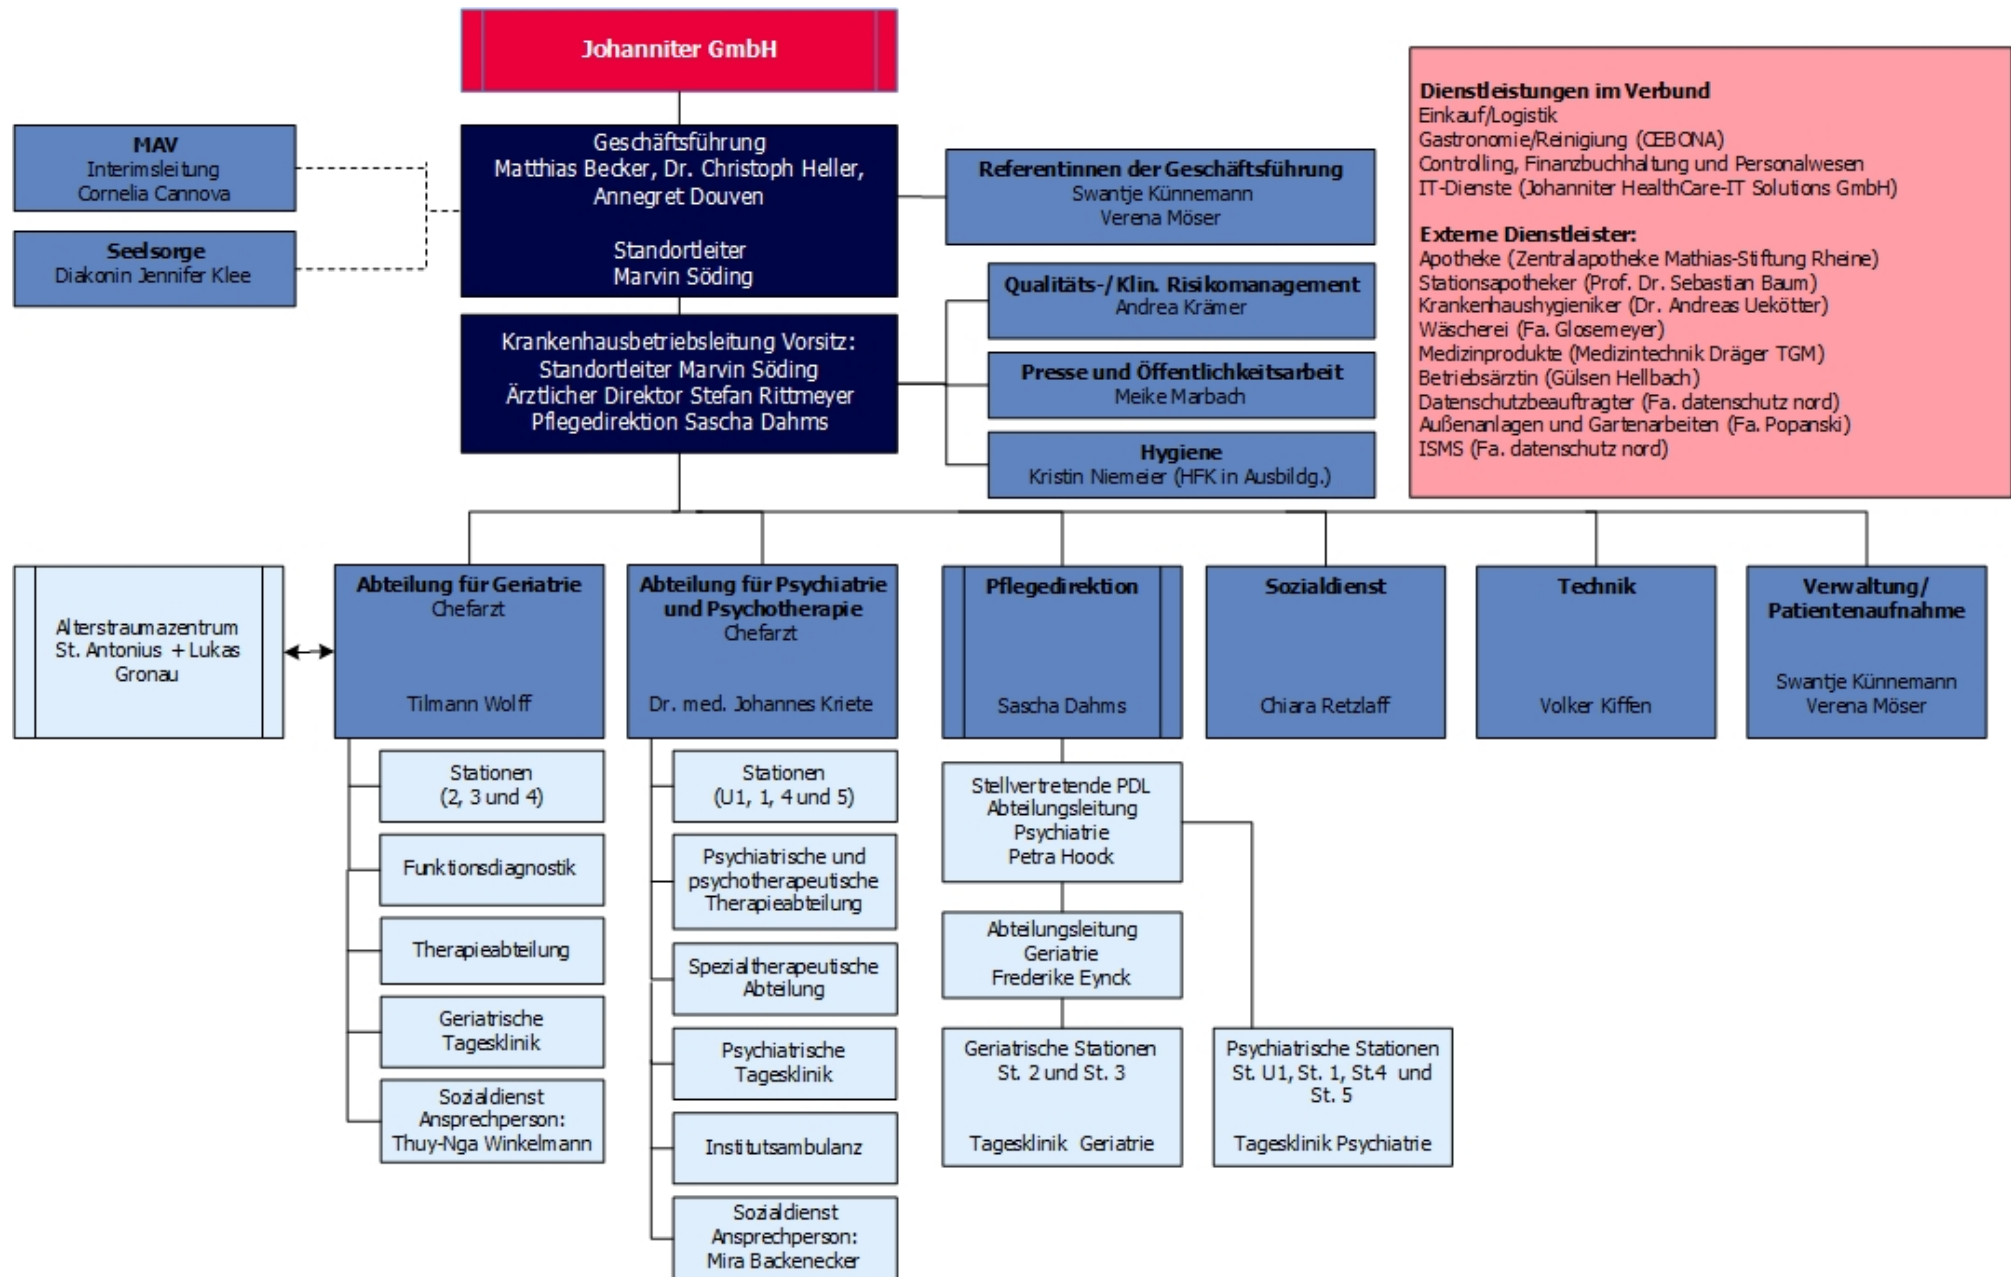 Johanniter GmbH
MAV
Interimsleitung
Cornelia Cannova
Seelsorge
Diakonin Jennifer Klee
Geschäftsführung
Matthias Becker, Dr. Christoph Heller,
Annegret Douven
Standortleiter
Marvin Söding
Referentinnen der Geschäftsführung
Swantje Künnemann
Verena Möser
Krankenhausbetriebsleitung Vorsitz:
Standortleiter Marvin Söding
Ärztlicher Direktor Stefan Rittmeyer
Pflegedirektion Sascha Dahms
Qualitäts-/Klin. Risikomanagement
Andrea Krämer
Presse und Öffentlichkeitsarbeit
Meike Marbach
Hygiene
Kristin Niemeier (HFK in Ausbildg.)
Dienstleistungen im Verbund
Einkauf/Logistik
Gastronomie/Reinigiung (CEBONA)
Controlling, Finanzbuchhaltung und Personalwesen
IT-Dienste (Johanniter HealthCare-IT Solutions GmbH)
Externe Dienstleister:
Apotheke (Zentralapotheke Mathias-Stiftung Rheine)
Stationsapotheker (Prof. Dr. Sebastian Baum)
Krankenhaushygieniker (Dr. Andreas Uekötter)
Wäscherei (Fa. Glosemeyer)
Medizinprodukte (Medizintechnik Dräger TGM)
Betriebsärztin (Gülsen Hellbach)
Datenschutzbeauftragter (Fa. datenschutz nord)
Außenanlagen und Gartenarbeiten (Fa. Popanski)
ISMS (Fa. datenschutz nord)
Alterstraumazentrum
St. Antonius + Lukas
Gronau
Abteilung für Geriatrie
Chefarzt
Tilmann Wolff
Abteilung für Psychiatrie
und Psychotherapie
Chefarzt
Dr. med. Johannes Kriete
Pflegedirektion
Sascha Dahms
Sozialdienst
Chiara Retzlaff
Technik
Volker Kiffen
Verwaltung/
Patientenaufnahme
Swantje Künnemann
Verena Möser
Stationen
(2, 3 und 4)
Funktionsdiagnostik
Therapieabteilung
Geriatrische
Tagesklinik
Sozialdienst
Ansprechperson:
Thuy-Nga Winkelmann
Stationen
(U1, 1, 4 und 5)
Psychiatrische und
psychotherapeutische
Therapieabteilung
Spezialtherapeutische
Abteilung
Psychiatrische
Tagesklinik
Institutsambulanz
Sozialdienst
Ansprechperson:
Mira Backenecker
Stellvertretende PDL
Abteilungsleitung
Psychiatrie
Petra Hoock
Abteilungsleitung
Geriatrie
Frederike Eynck
Geriatrische Stationen
St. 2 und St. 3
Tagesklinik Geriatrie
Psychiatrische Stationen
St. U1, St. 1, St.4 und
St. 5
Tagesklinik Psychiatrie